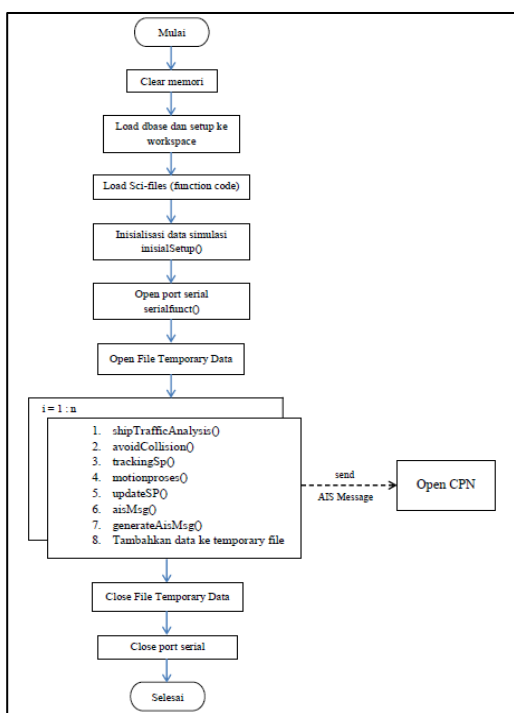 Mulai
Clear memori
Load dbase dan setup ke
workspace
Load Sci-files (function code)
Inisialisasi data simulasi
inisialSetup()
Open port serial
serialfunct()
Open File Temporary Data
i = 1 : n
1. shipTrafficAnalysis()
2. avoidCollision()
3. trackingSp()
4. motionproses()
5. updateSP()
6. aisMsg()
7. generateAisMsg()
8. Tambahkan data ke temporary file
send
AIS Message
Open CPN
Close File Temporary Data
Close port serial
Selesai